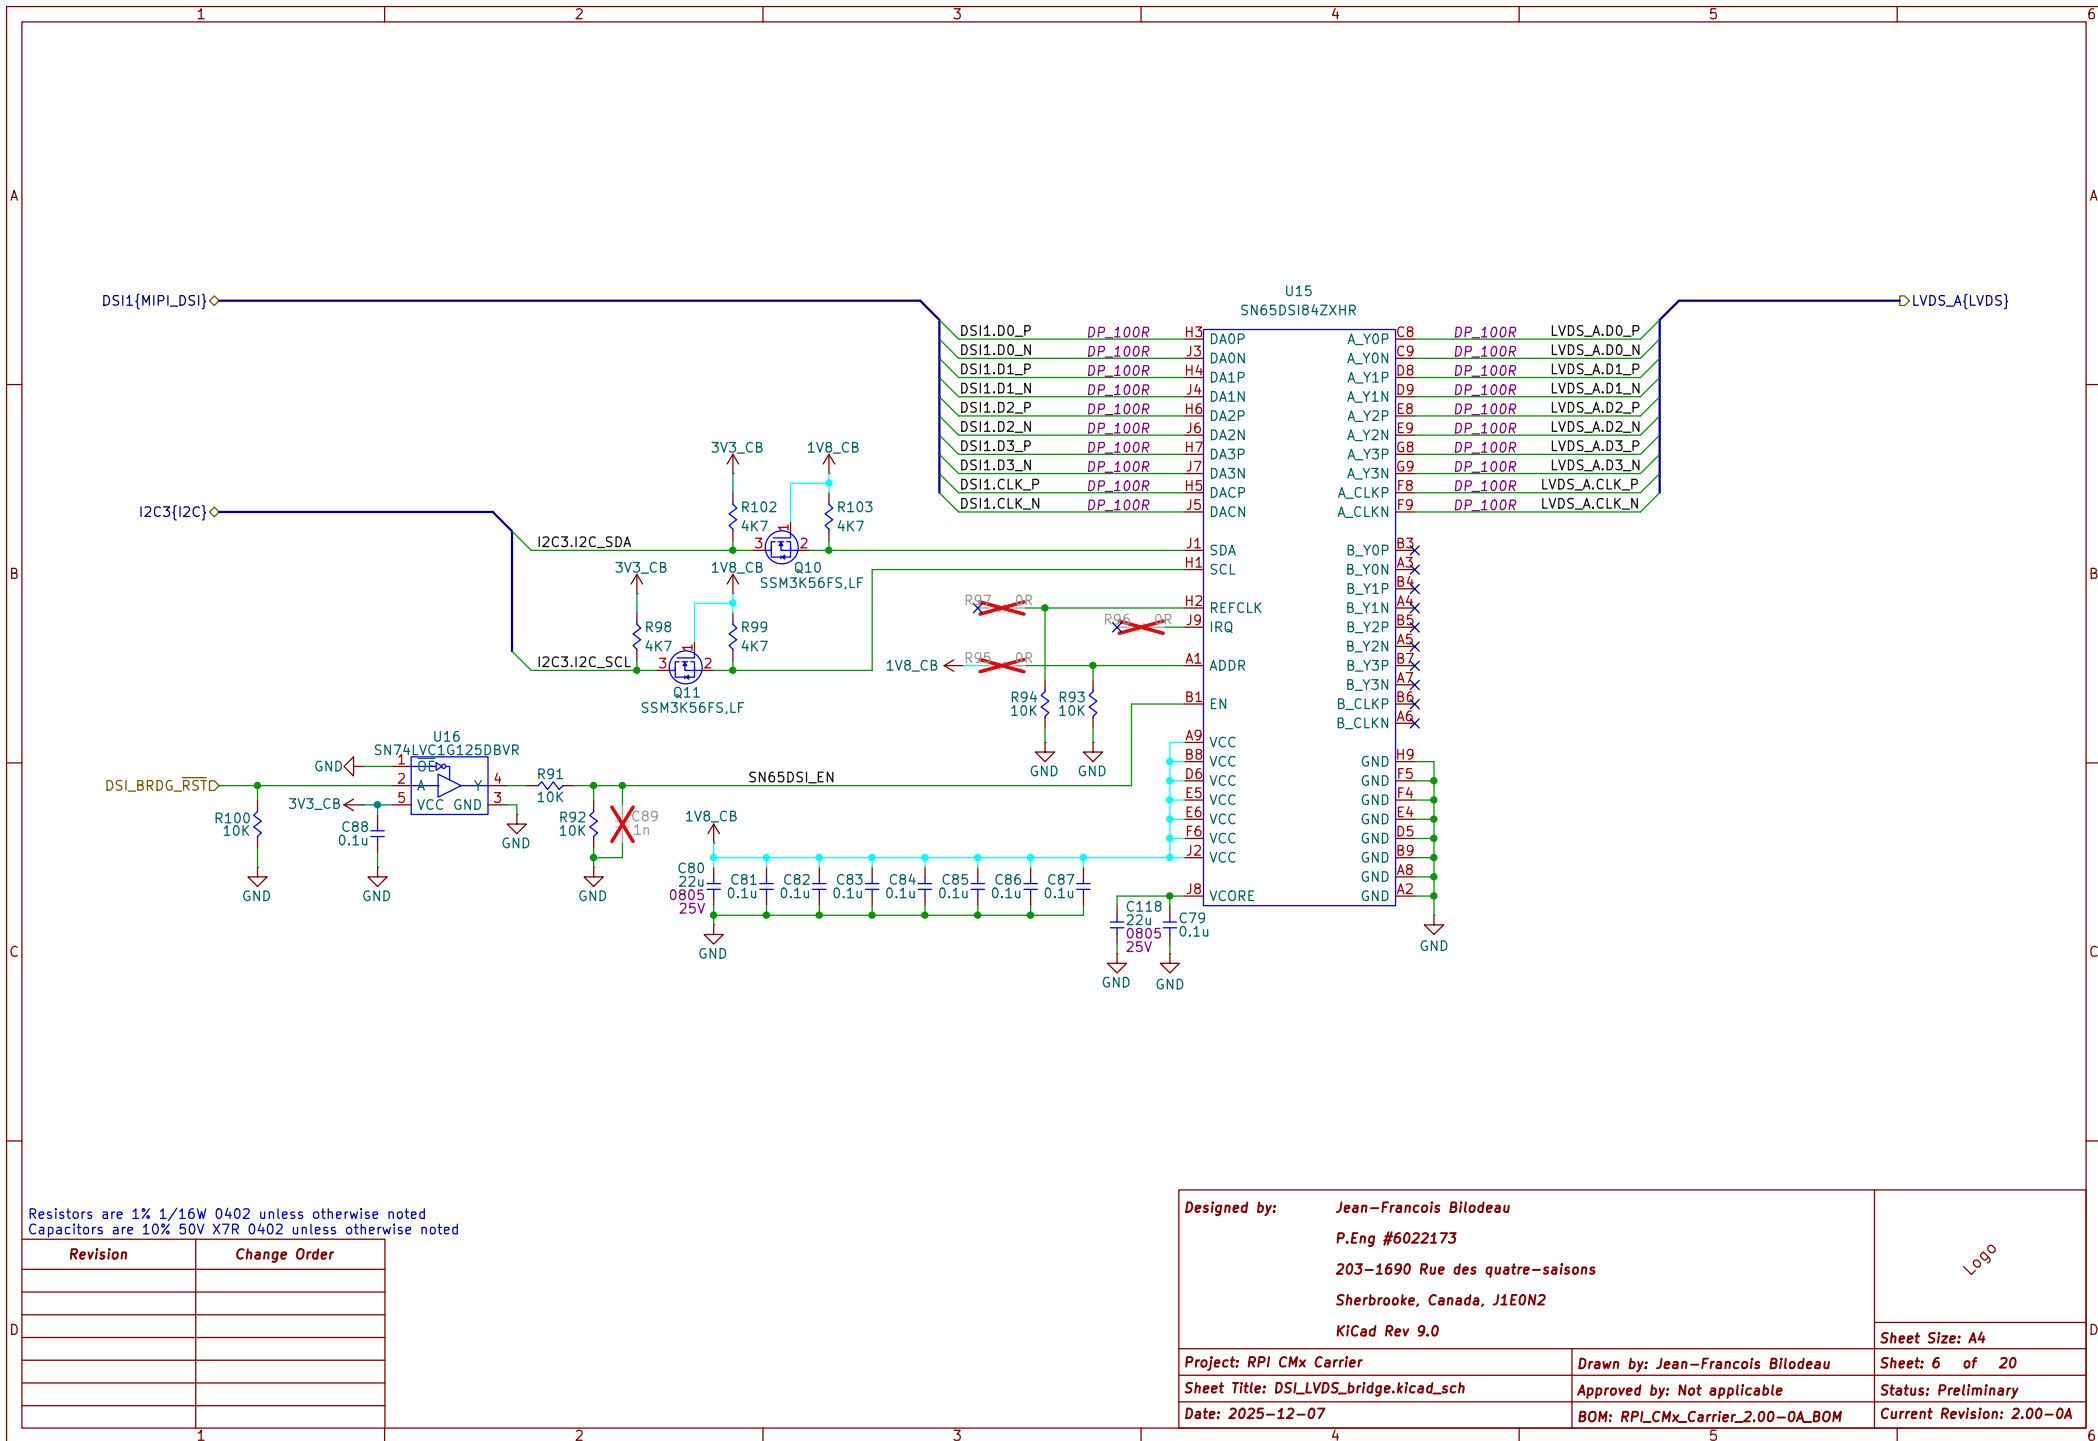 1 2 3 4 5 6
A A
B B
C C
D D
DSI1{MIPI_DSI}
LVDS_A{LVDS}
U15
SN65DSI84ZXHR
DSI1.D0_P DP_100R H3 DA0P A_Y0P C8 DP_100R LVDS_A.D0_P
DSI1.D0_N DP_100R J3 DA0N A_Y0N C9 DP_100R LVDS_A.D0_N
DSI1.D1_P DP_100R H4 DA1P A_Y1P D8 DP_100R LVDS_A.D1_P
DSI1.D1_N DP_100R J4 DA1N A_Y1N D9 DP_100R LVDS_A.D1_N
DSI1.D2_P DP_100R H6 DA2P A_Y2P E8 DP_100R LVDS_A.D2_P
DSI1.D2_N DP_100R J6 DA2N A_Y2N E9 DP_100R LVDS_A.D2_N
DSI1.D3_P DP_100R H7 DA3P A_Y3P G8 DP_100R LVDS_A.D3_P
DSI1.D3_N DP_100R J7 DA3N A_Y3N G9 DP_100R LVDS_A.D3_N
DSI1.CLK_P DP_100R H5 DACP A_CLKP F8 DP_100R LVDS_A.CLK_P
DSI1.CLK_N DP_100R J5 DACN A_CLKN F9 DP_100R LVDS_A.CLK_N
3V3_CB 1V8_CB
I2C3{I2C}
R102
4K7
R103
4K7
I2C3.I2C_SDA
3 1 2
Q10
SSM3K56FS,LF
3V3_CB 1V8_CB
R98
4K7
R99
4K7
I2C3.I2C_SCL
3 1 2
Q11
SSM3K56FS,LF
J1 SDA B_Y0P B3
H1 SCL B_Y0N A3
B_Y1P B4
R97 0R H2 REFCLK B_Y1N A4
R96 0R J9 IRQ B_Y2P B5
B_Y2N A5
1V8_CB R95 0R A1 ADDR B_Y3P B7
B_Y3N A7
R94
10K
R93
10K
GND GND
B1 EN B_CLKP B6
B_CLKN A6
A9 VCC
B8 VCC GND H9
D6 VCC GND F5
E5 VCC GND F4
E6 VCC GND E4
F6 VCC GND D5
J2 VCC GND B9
GND A8
J8 VCORE GND A2
GND
U16
SN74LVC1G125DBVR
GND 1 OE
DSI_BRDG_RST 2 A Y 4
3V3_CB 5 VCC GND 3
R100
10K
GND
C88
0.1u
GND
GND
R91
10K
R92
10K
C89
1n
GND
SN65DSI_EN
1V8_CB
C80
22u
0805
25V
C81
0.1u
C82
0.1u
C83
0.1u
C84
0.1u
C85
0.1u
C86
0.1u
C87
0.1u
GND
C118
22u
0805
25V
C79
0.1u
GND GND
Resistors are 1% 1/16W 0402 unless otherwise noted
Capacitors are 10% 50V X7R 0402 unless otherwise noted
Revision Change Order
Designed by: Jean-Francois Bilodeau
P.Eng #6022173
203-1690 Rue des quatre-saisons
Sherbrooke, Canada, J1E0N2
KiCad Rev 9.0
Logo
Sheet Size: A4
Project: RPI CMx Carrier
Drawn by: Jean-Francois Bilodeau
Sheet: 6 of 20
Sheet Title: DSI_LVDS_bridge.kicad_sch
Approved by: Not applicable
Status: Preliminary
Date: 2025-12-07
BOM: RPI_CMx_Carrier_2.00-0A_BOM
Current Revision: 2.00-0A
1 2 3 4 5 6